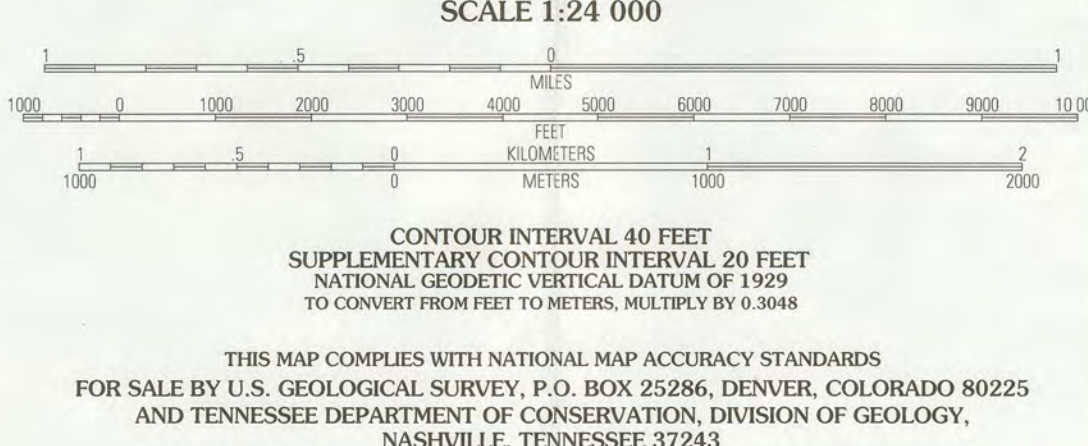 SCALE 1:24 000
1 .5 0 1
MILES
1000 0 1000 2000 3000 4000 5000 6000 7000 8000 9000 10 00
FEET
1 .5 0 KILOMETERS 1 2
1000 0 METERS 1000 2000
CONTOUR INTERVAL 40 FEET
SUPPLEMENTARY CONTOUR INTERVAL 20 FEET
NATIONAL GEODETIC VERTICAL DATUM OF 1929
TO CONVERT FROM FEET TO METERS, MULTIPLY BY 0.3048
THIS MAP COMPLIES WITH NATIONAL MAP ACCURACY STANDARDS
FOR SALE BY U.S. GEOLOGICAL SURVEY, P.O. BOX 25286, DENVER, COLORADO 80225
AND TENNESSEE DEPARTMENT OF CONSERVATION, DIVISION OF GEOLOGY,
NASHVILLE, TENNESSEE 37243